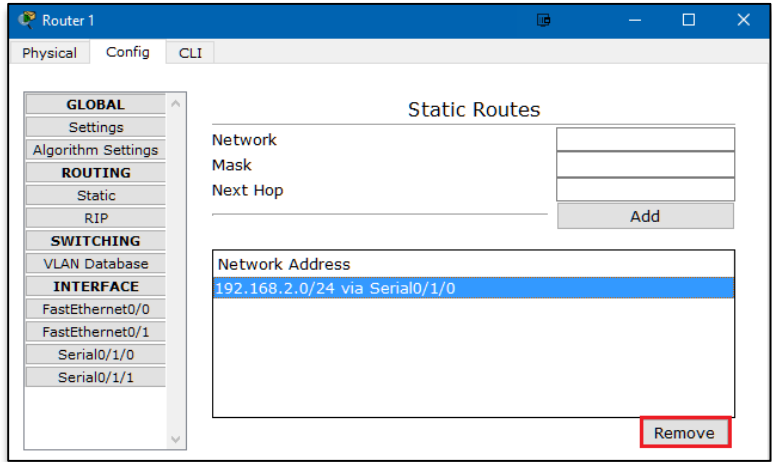 Router 1
Physical Config CLI
GLOBAL
Settings
Algorithm Settings
ROUTING
Static
RIP
SWITCHING
VLAN Database
INTERFACE
FastEthernet0/0
FastEthernet0/1
Serial0/1/0
Serial0/1/1
Static Routes
Network
Mask
Next Hop
Add
Network Address
192.168.2.0/24 via Serial0/1/0
Remove